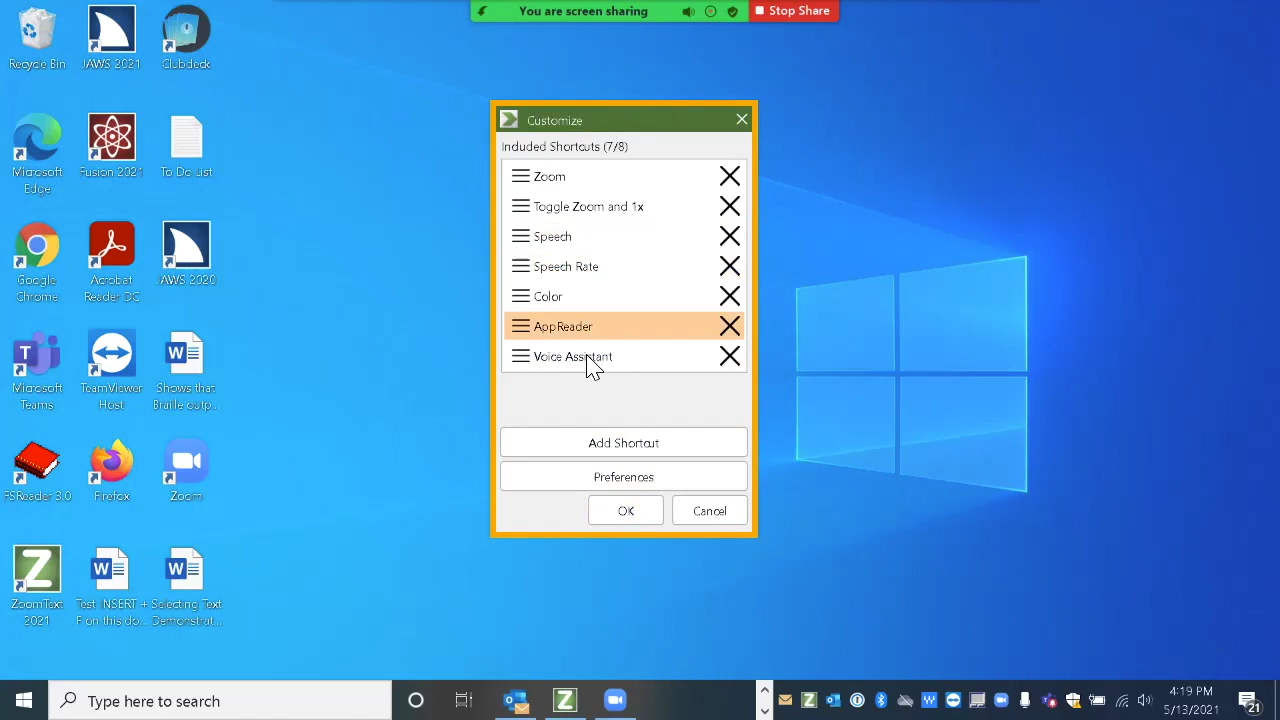 You are screen sharing
Stop Share
Recycle Bin
JAWS 2021
Clubdeck
Microsoft
Edge
Fusion 2021
To Do List
Google
Chrome
Acrobat
Reader DC
JAWS 2020
Microsoft
Teams
TeamViewer
Host
Shows that
Braille outp...
FSReader 3.0
Firefox
Zoom
ZoomText
2021
Test INSERT +
F on this do...
Selecting Text
Demonstrat...
Customize
Included Shortcuts (7/8)
Zoom
Toggle Zoom and 1x
Speech
Speech Rate
Color
AppReader
Voice Assistant
Add Shortcut
Preferences
OK
Cancel
Type here to search
4:19 PM
5/13/2021
21